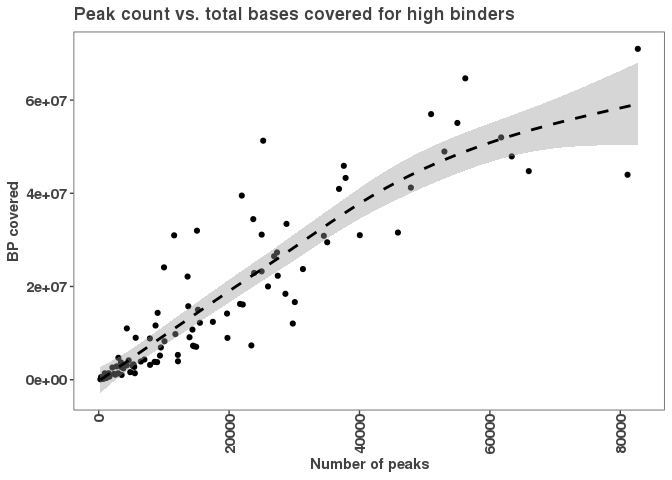 Peak count vs. total bases covered for high binders
6e+07
4e+07
2e+07
0e+00
BP covered
0
20000
40000
60000
80000
Number of peaks